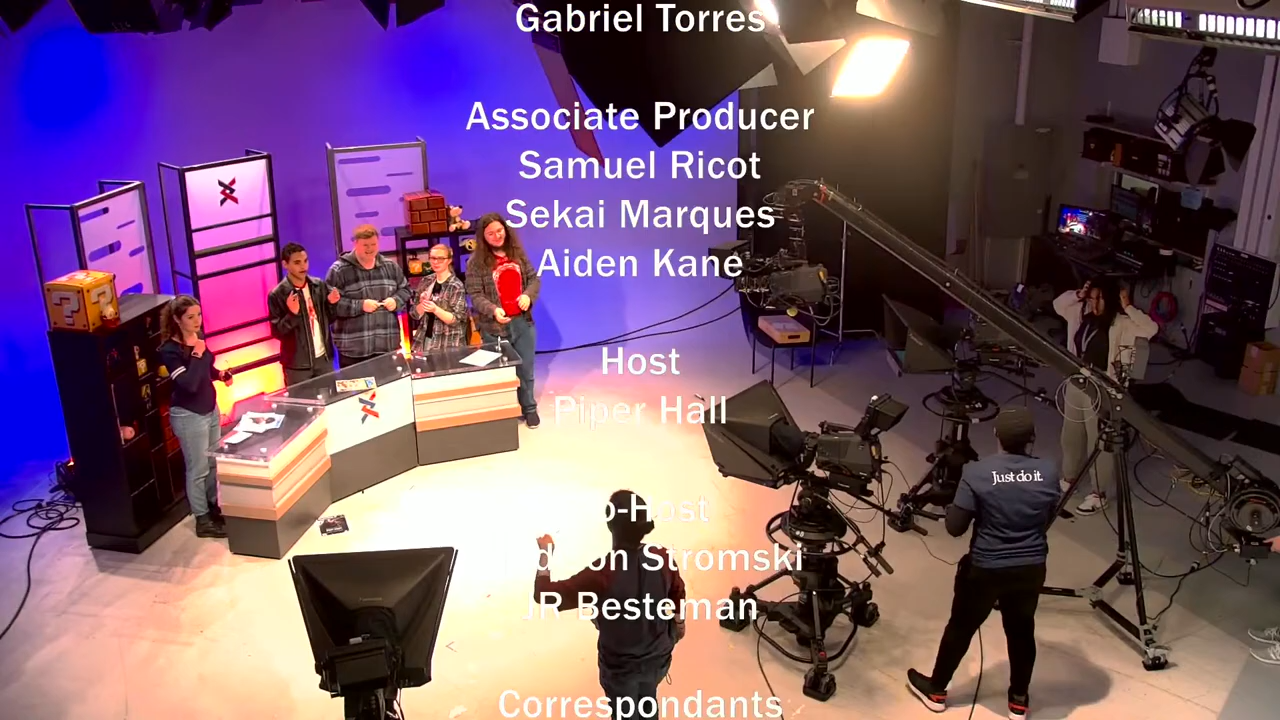 Gabriel Torres
Associate Producer
Samuel Ricot
Sekai Marques
Aiden Kane
Host
Piper Hall
Just do it.
o-Host
Stromski
JR Besteman
Correspondants
? ?